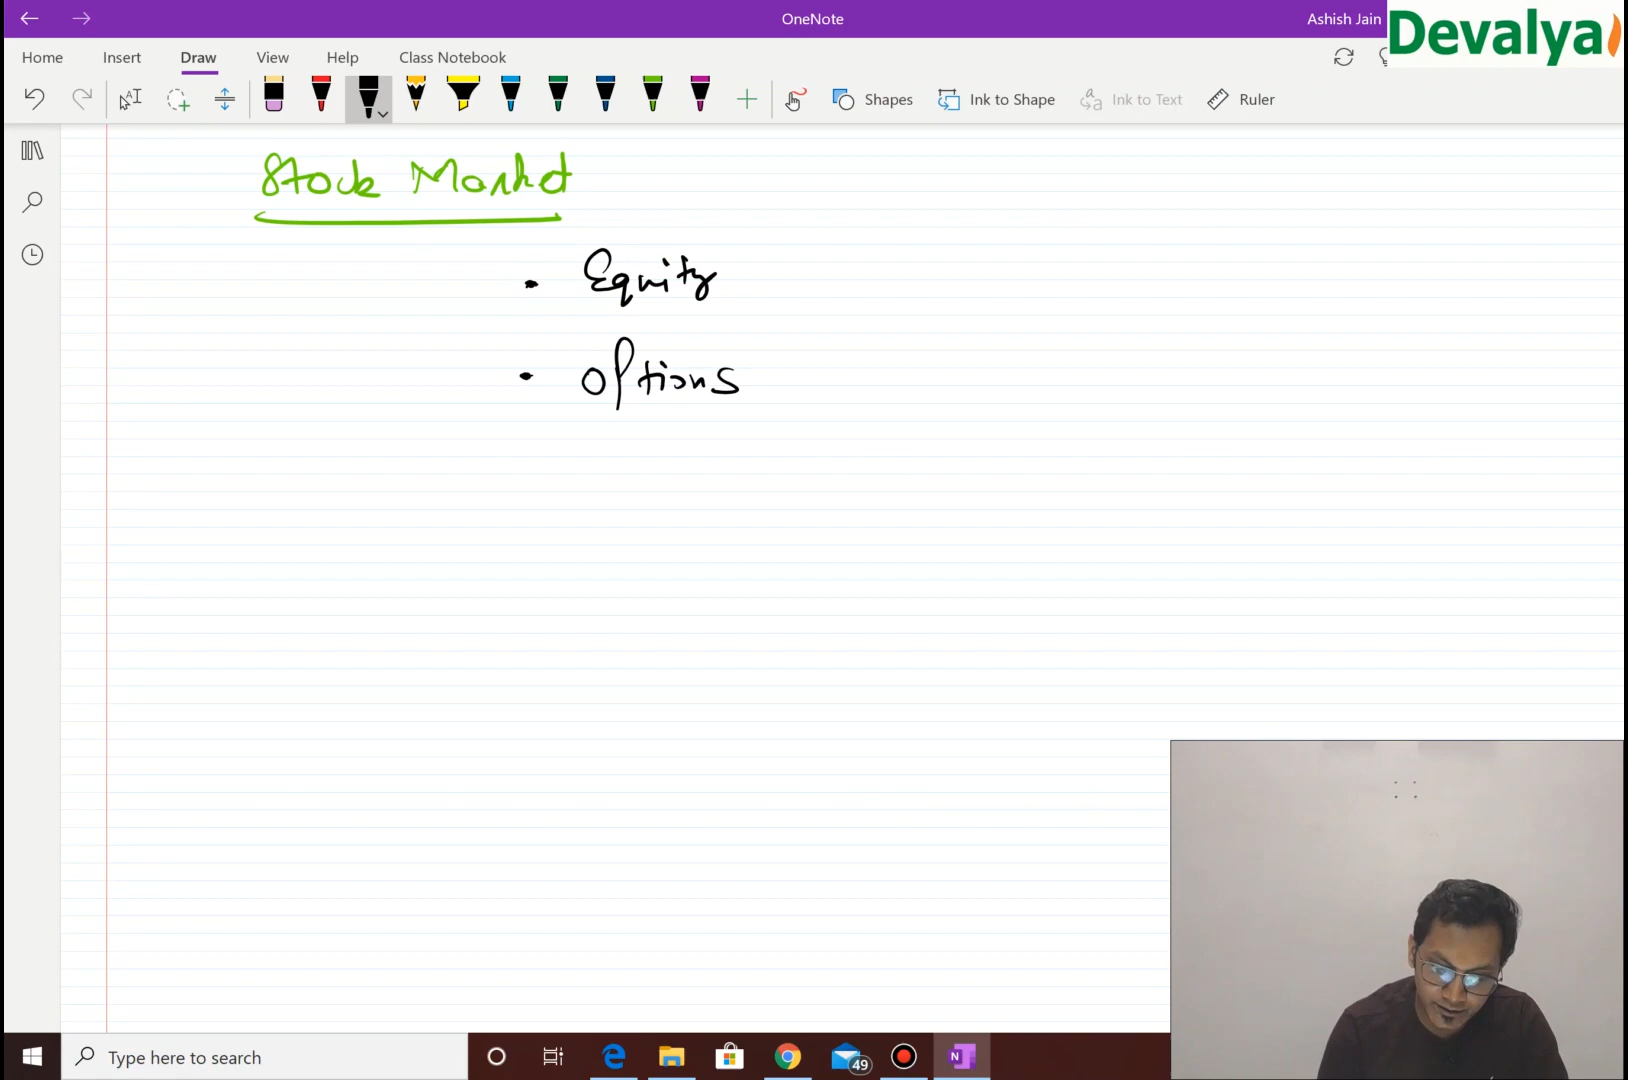 OneNote
Ashish Jain
Devalya
Home Insert Draw View Help Class Notebook
Shapes Ink to Shape Ink to Text Ruler
Stock Market
• Equity
• Options
Type here to search
49
N